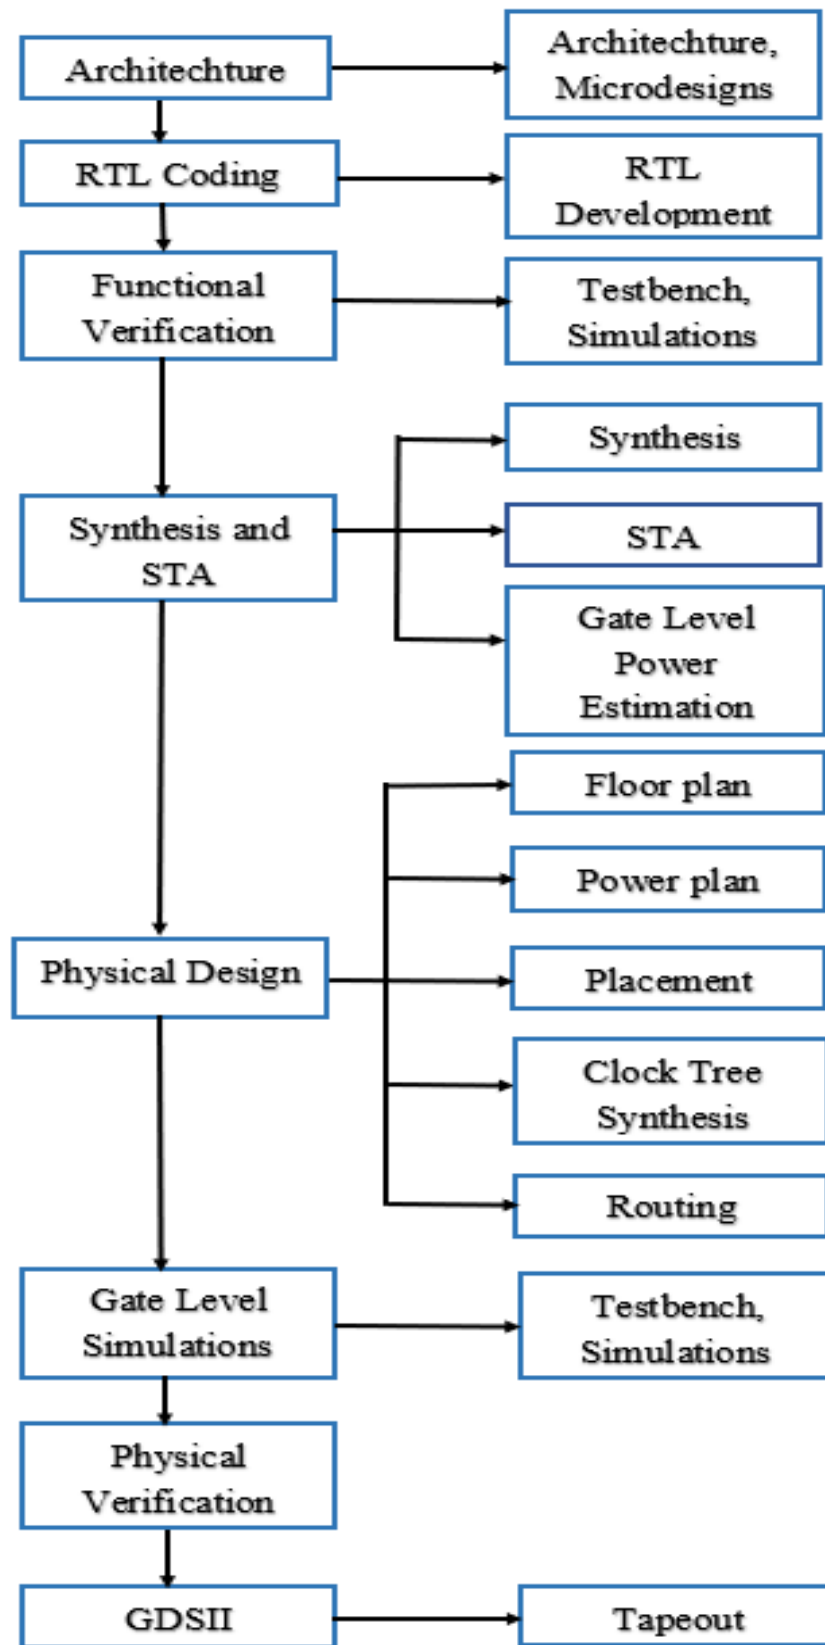 Architechture
Architechture,
Microdesigns
RTL Coding
RTL
Development
Functional
Verification
Testbench,
Simulations
Synthesis and
STA
Synthesis
STA
Gate Level
Power
Estimation
Physical Design
Floor plan
Power plan
Placement
Clock Tree
Synthesis
Routing
Gate Level
Simulations
Testbench,
Simulations
Physical
Verification
GDSII
Tapeout